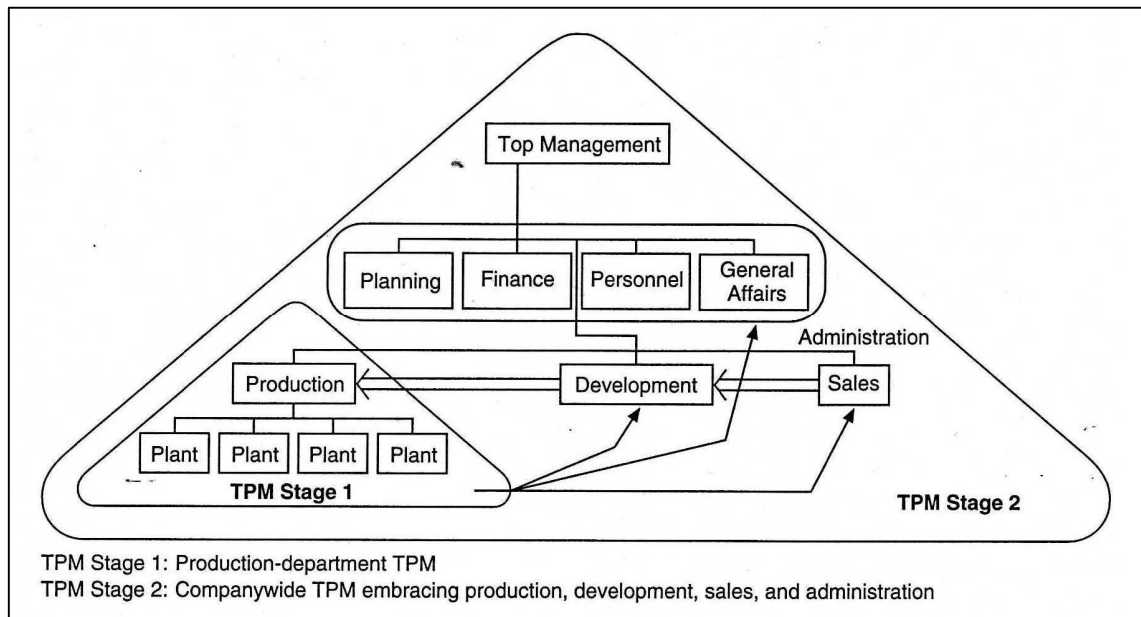 Top Management
Planning
Finance
Personnel
General
Affairs
Administration
Production
Development
Sales
Plant
Plant
Plant
Plant
TPM Stage 1
TPM Stage 2
TPM Stage 1: Production-department TPM
TPM Stage 2: Companywide TPM embracing production, development, sales, and administration